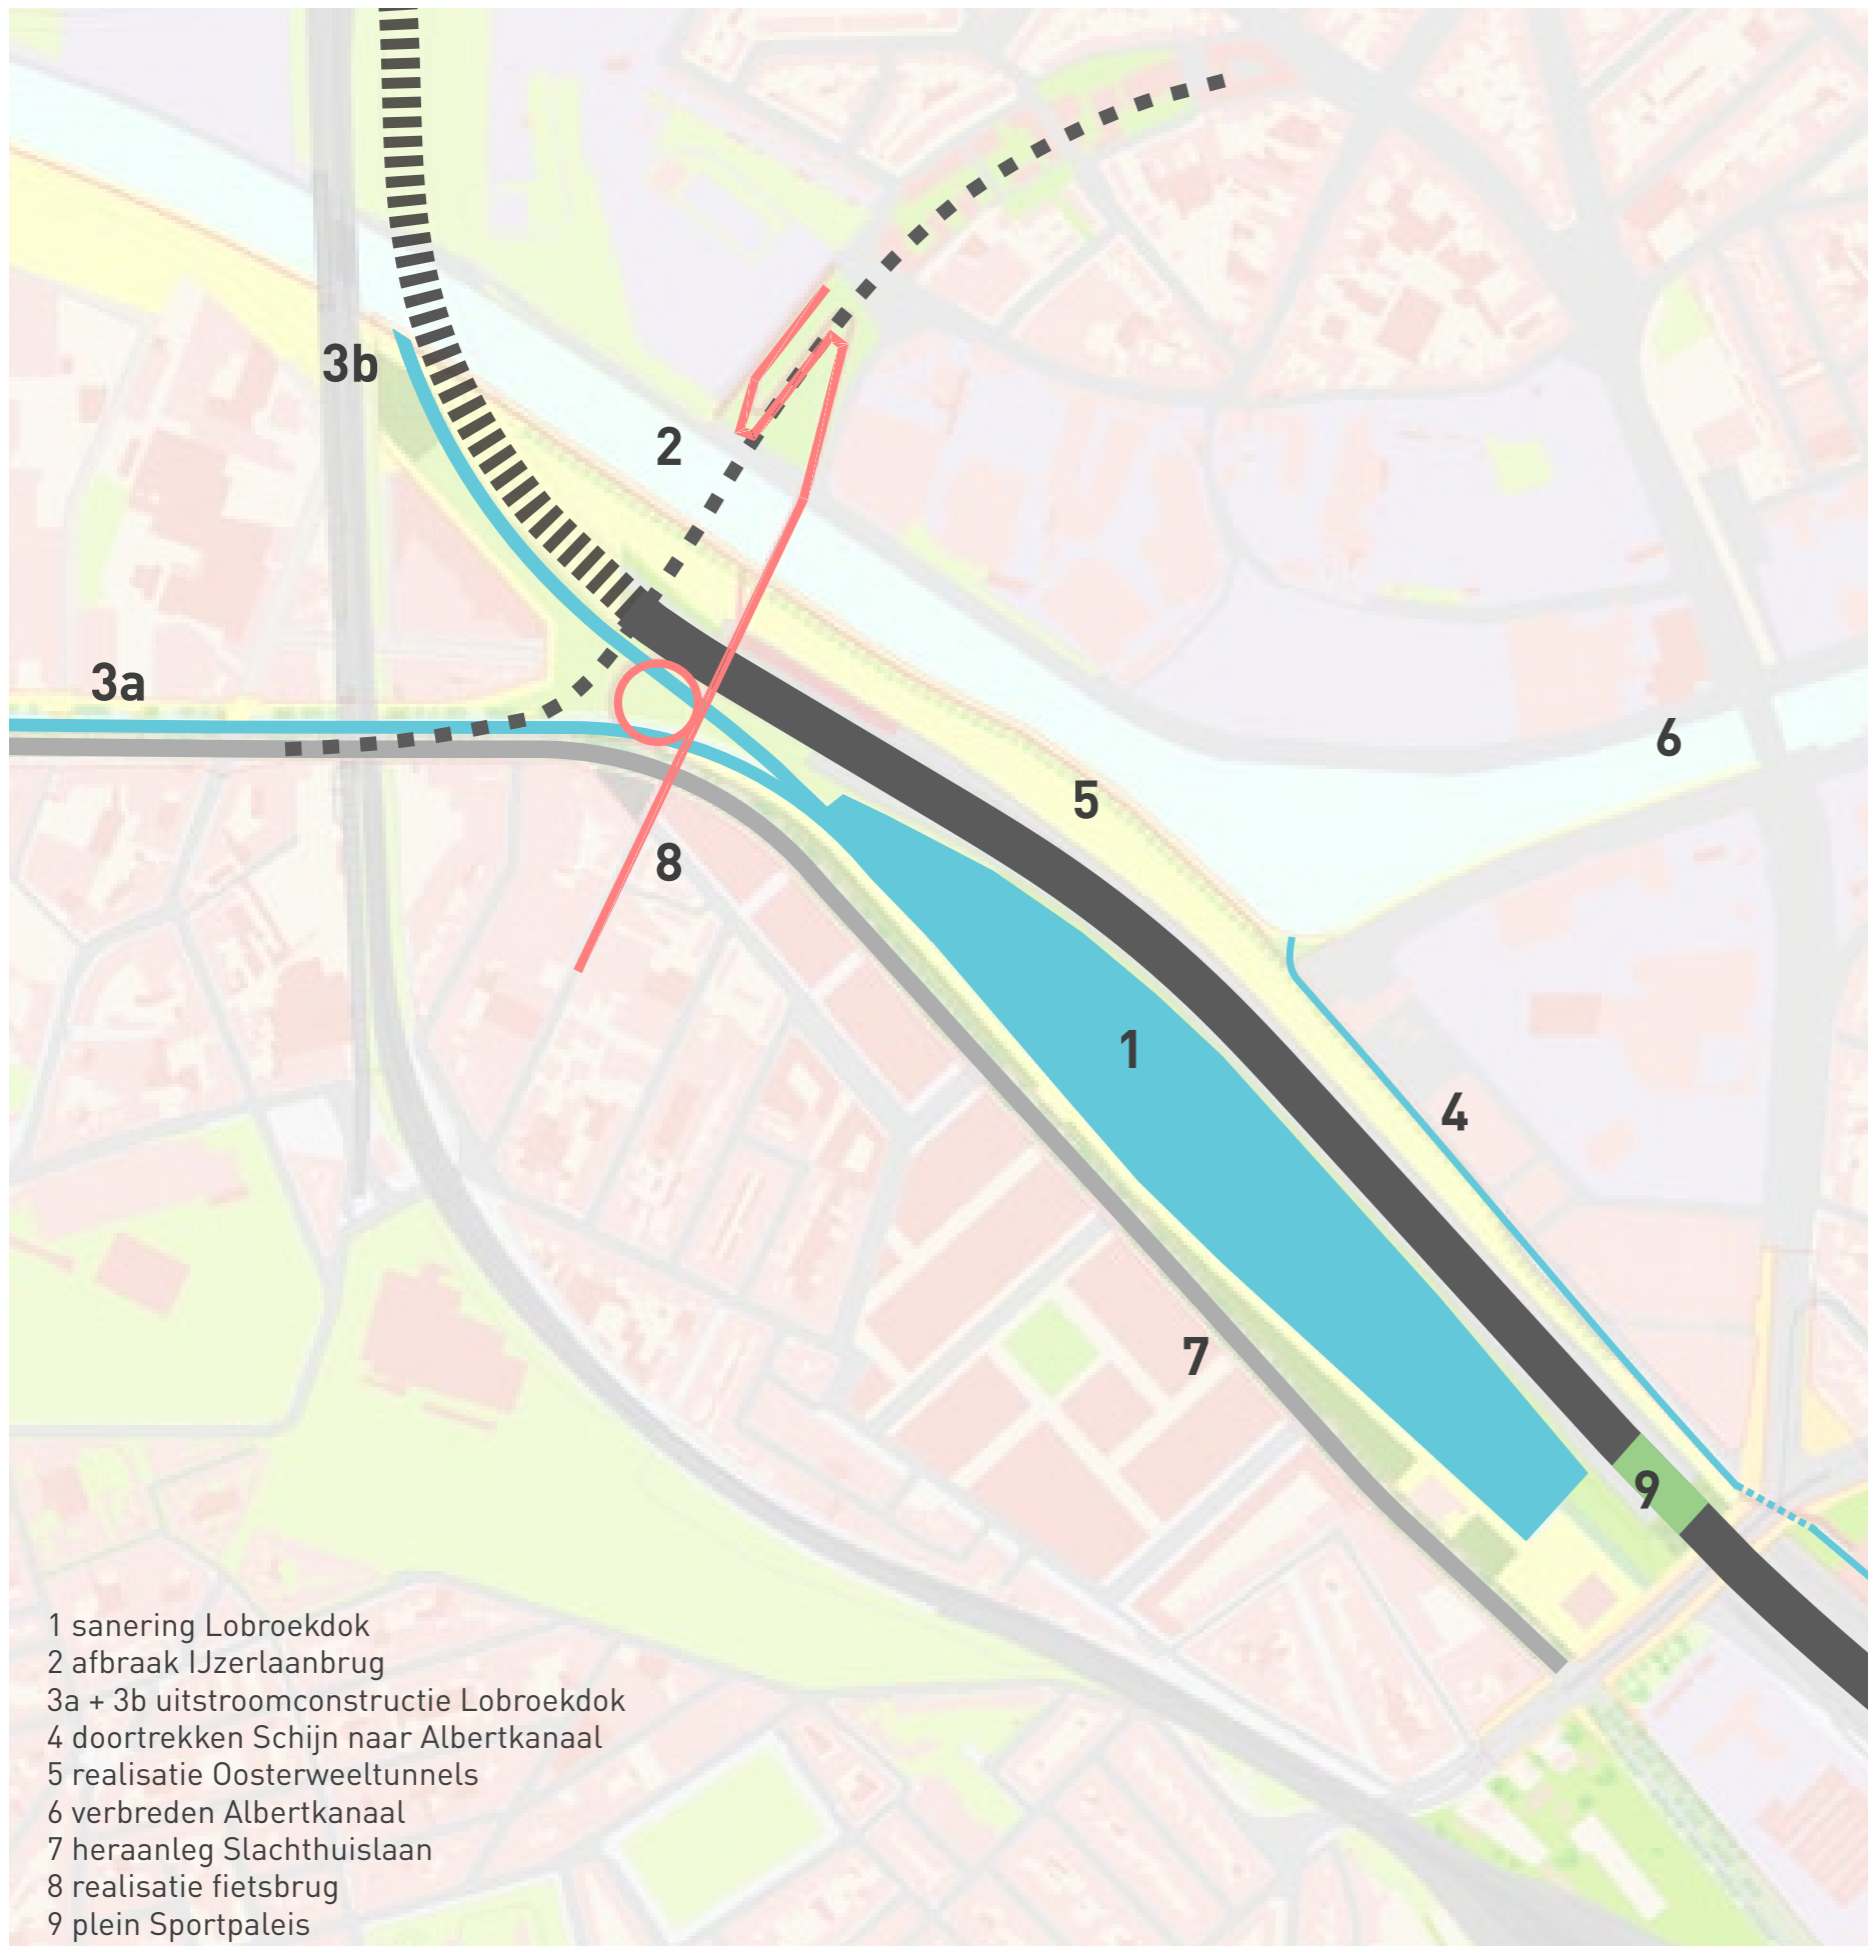 3b
2
3a
6
5
8
1
4
7
9
1 sanering Lobroekdok
2 afbraak IJzerlaanbrug
3a + 3b uitstroomconstructie Lobroekdok
4 doortrekken Schijn naar Albertkanaal
5 realisatie Oosterweeltunnels
6 verbreden Albertkanaal
7 heraanleg Slachthuislaan
8 realisatie fietsbrug
9 plein Sportpaleis